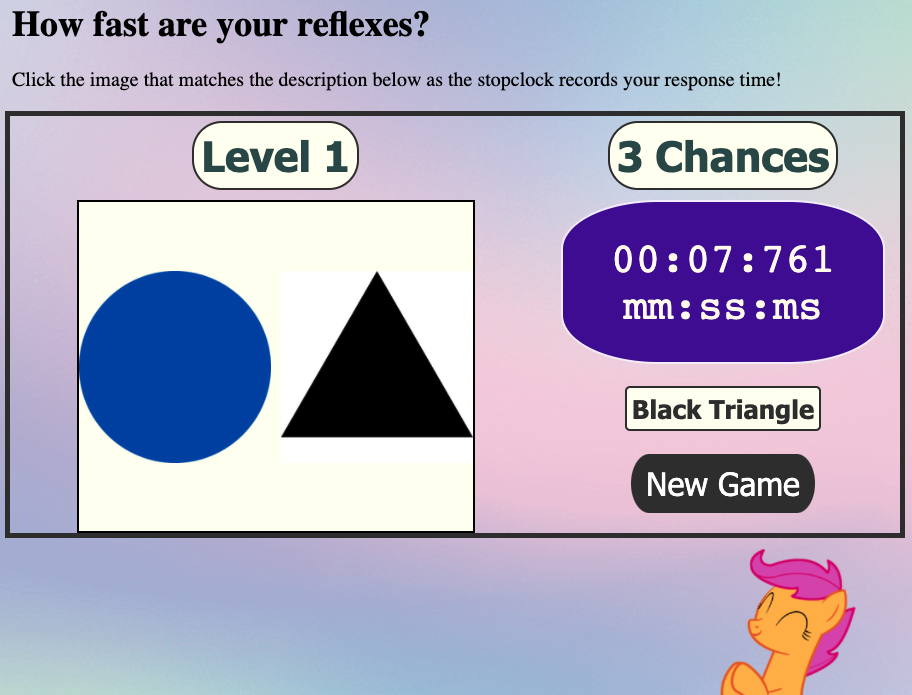 How fast are your reflexes?
Click the image that matches the description below as the stopclock records your response time!
Level 1
3 Chances
00:07:761
mm:ss:ms
Black Triangle
New Game